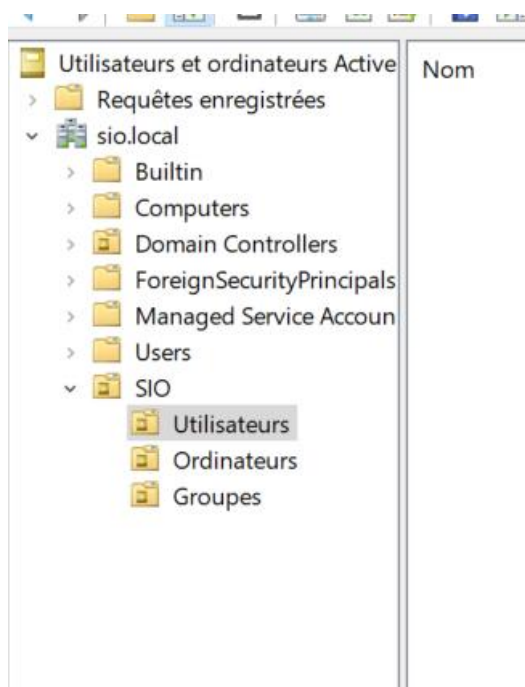 Utilisateurs et ordinateurs Active
Nom
Requêtes enregistrées
sio.local
Builtin
Computers
Domain Controllers
ForeignSecurityPrincipals
Managed Service Accoun
Users
SIO
Utilisateurs
Ordinateurs
Groupes